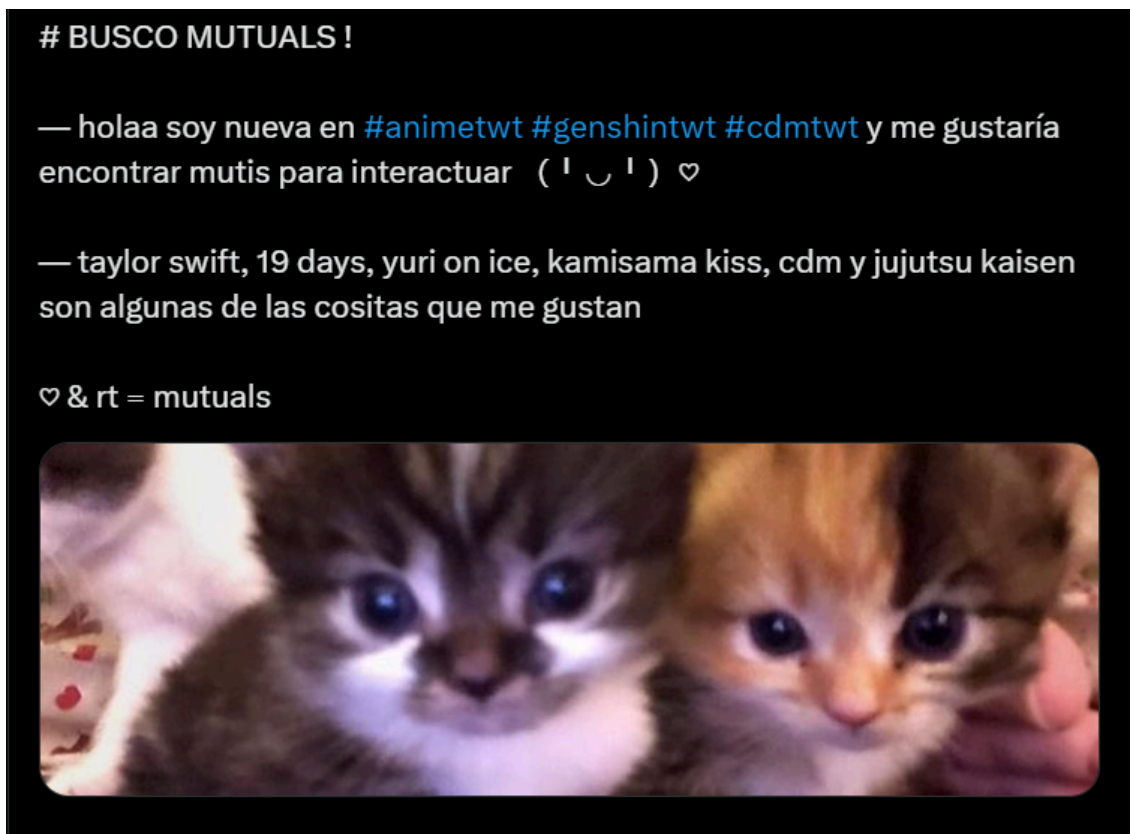 # BUSCO MUTUALS !
— holaa soy nueva en #animetwt #genshintwt #cdmtwt y me gustaría
encontrar mutis para interactuar ( ╹ ◡ ╹ ) ♡
— taylor swift, 19 days, yuri on ice, kamisama kiss, cdm y jujutsu kaisen
son algunas de las cositas que me gustan
♡ & rt = mutuals